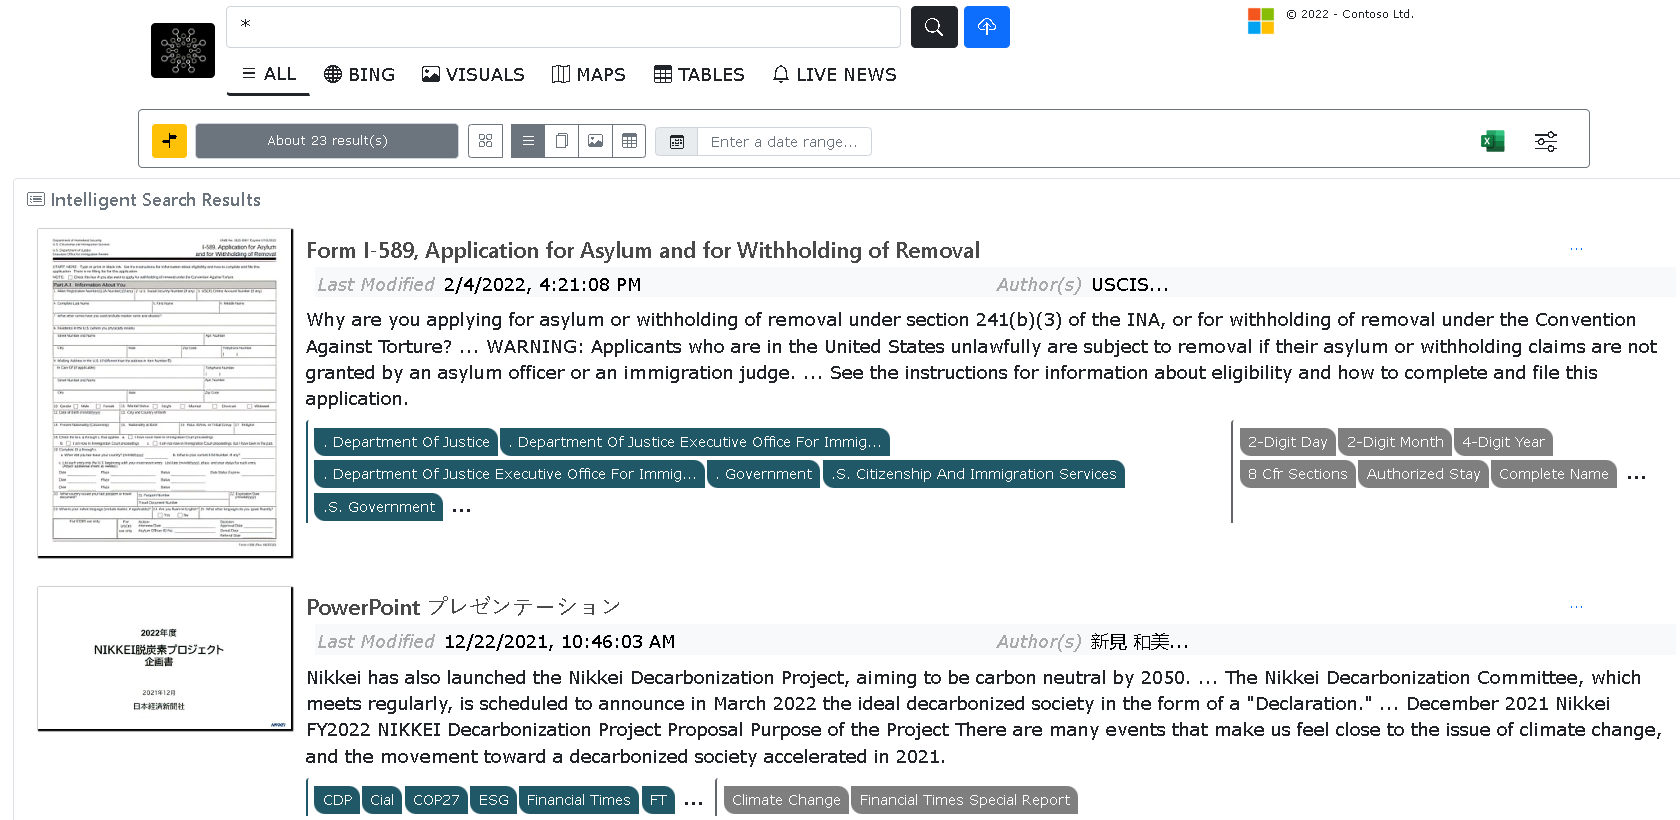 *
© 2022 - Contoso Ltd.
ALL BING VISUALS MAPS TABLES LIVE NEWS
About 23 result(s)
Enter a date range...
Intelligent Search Results
Form I-589, Application for Asylum and for Withholding of Removal
...
Last Modified 2/4/2022, 4:21:08 PM Author(s) USCIS...
Why are you applying for asylum or withholding of removal under section 241(b)(3) of the INA, or for withholding of removal under the Convention
Against Torture? ... WARNING: Applicants who are in the United States unlawfully are subject to removal if their asylum or withholding claims are not
granted by an asylum officer or an immigration judge. ... See the instructions for information about eligibility and how to complete and file this
application.
. Department Of Justice . Department Of Justice Executive Office For Immig...
. Department Of Justice Executive Office For Immig... . Government .S. Citizenship And Immigration Services
.S. Government ...
2-Digit Day 2-Digit Month 4-Digit Year
8 Cfr Sections Authorized Stay Complete Name ...
I-589, Application for Asylum
and for Withholding of Removal
2022年度
NIKKEI脱炭素プロジェクト
企画書
2021年12月
日本経済新聞社
NIKKEI
PowerPoint プレゼンテーション
...
Last Modified 12/22/2021, 10:46:03 AM Author(s) 新見 和美...
Nikkei has also launched the Nikkei Decarbonization Project, aiming to be carbon neutral by 2050. ... The Nikkei Decarbonization Committee, which
meets regularly, is scheduled to announce in March 2022 the ideal decarbonized society in the form of a "Declaration." ... December 2021 Nikkei
FY2022 NIKKEI Decarbonization Project Proposal Purpose of the Project There are many events that make us feel close to the issue of climate change,
and the movement toward a decarbonized society accelerated in 2021.
CDP Cial COP27 ESG Financial Times FT ... Climate Change Financial Times Special Report